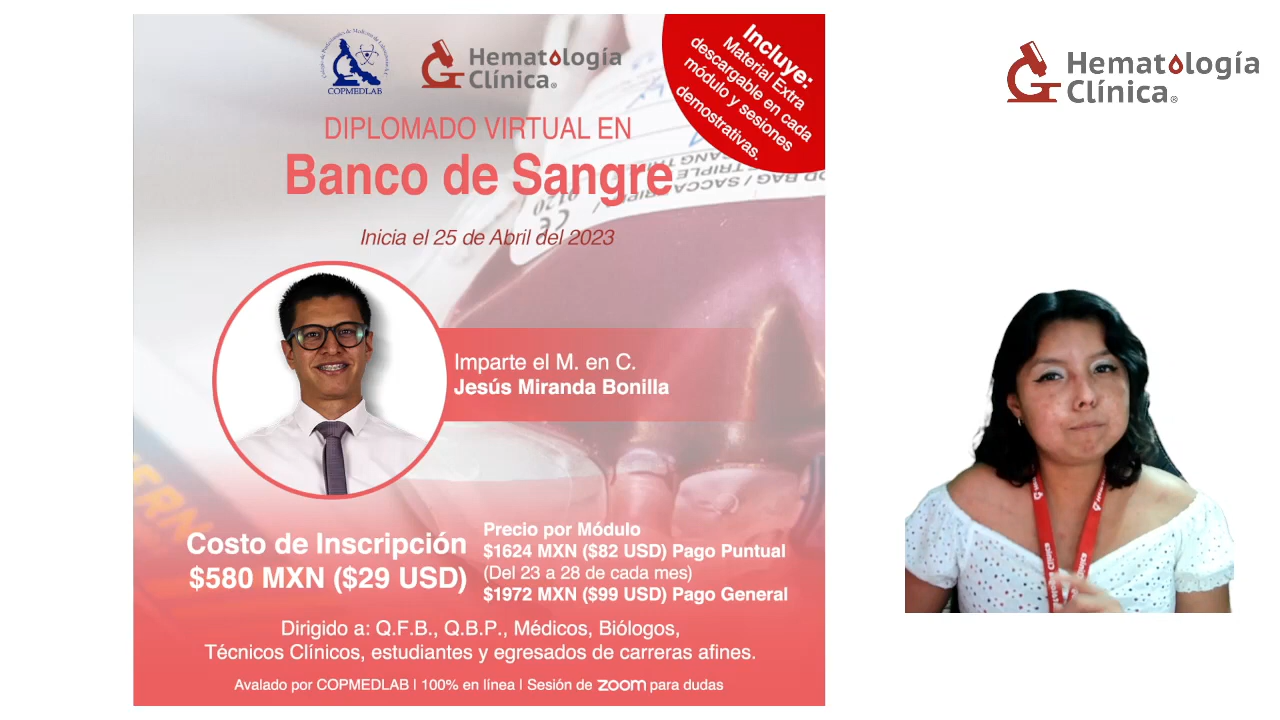 COPMEDLAB
Hematología
Clínica®
Incluye:
Material Extra
descargable en cada
módulo y sesiones
demostrativas.
Hematología
Clínica®
DIPLOMADO VIRTUAL EN
Banco de Sangre
Inicia el 25 de Abril del 2023
Imparte el M. en C.
Jesús Miranda Bonilla
Costo de Inscripción
$580 MXN ($29 USD)
Precio por Módulo
$1624 MXN ($82 USD) Pago Puntual
(Del 23 a 28 de cada mes)
$1972 MXN ($99 USD) Pago General
Dirigido a: Q.F.B., Q.B.P., Médicos, Biólogos,
Técnicos Clínicos, estudiantes y egresados de carreras afines.
Avalado por COPMEDLAB | 100% en línea | Sesión de zoom para dudas